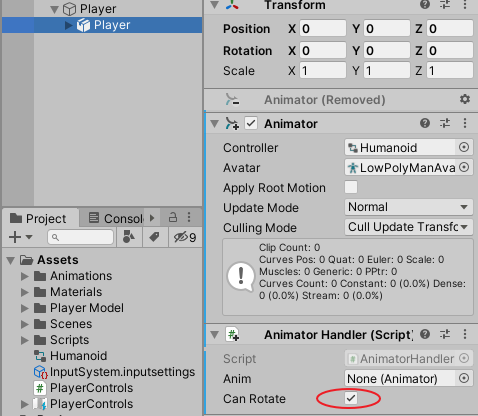 Player
Player
Transform
Position X 0 Y 0 Z 0
Rotation X 0 Y 0 Z 0
Scale X 1 Y 1 Z 1
Animator (Removed)
Animator
Controller Humanoid
Avatar LowPolyManAva
Apply Root Motion
Update Mode Normal
Culling Mode Cull Update Transfo
Clip Count: 0
Curves Pos: 0 Quat: 0 Euler: 0 Scale: 0
Muscles: 0 Generic: 0 PPtr: 0
Curves Count: 0 Constant: 0 (0.0%) Dense:
0 (0.0%) Stream: 0 (0.0%)
Animator Handler (Script)
Script AnimatorHandler
Anim None (Animator)
Can Rotate
Project Console
9
Assets
Animations
Materials
Player Model
Scenes
Scripts
Humanoid
InputSystem.inputsettings
PlayerControls
PlayerControls